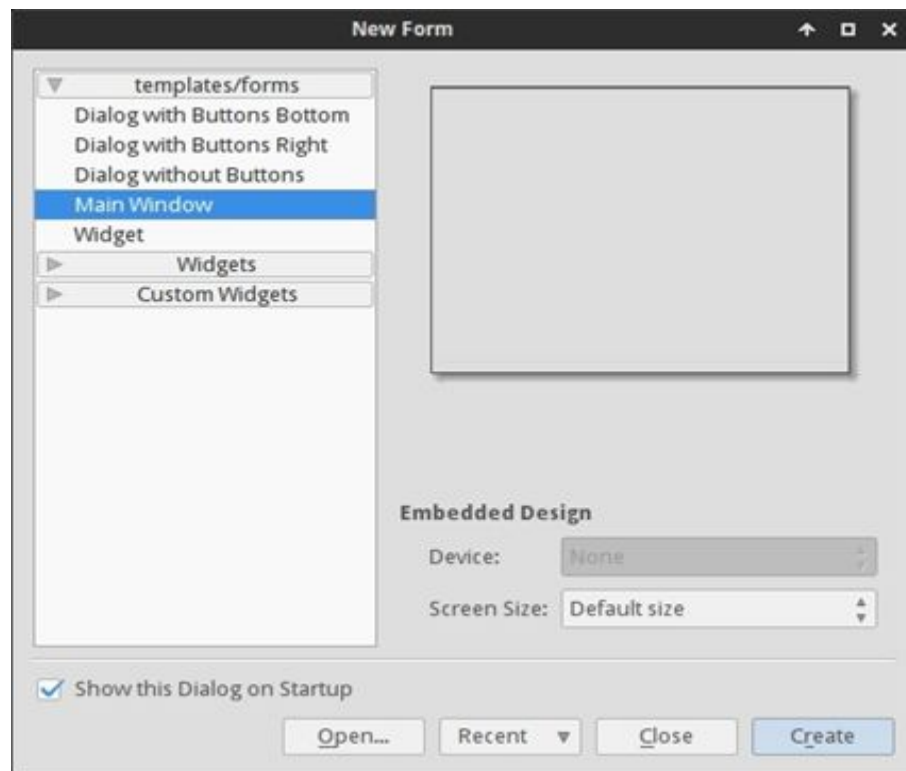 New Form
templates/forms
Dialog with Buttons Bottom
Dialog with Buttons Right
Dialog without Buttons
Main Window
Widget
Widgets
Custom Widgets
Embedded Design
Device: None
Screen Size: Default size
Show this Dialog on Startup
Open... Recent Close Create